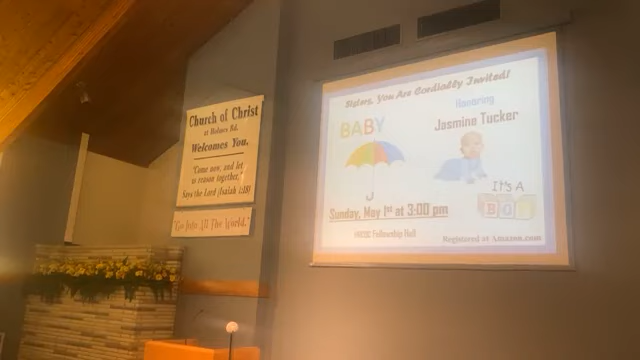 Church of Christ
at Holmes Rd.
Welcomes You.
"Come now, and let
us reason together,"
Says the Lord (Isaiah 1:18)
"Go Into All The World."
Sisters, You Are Cordially Invited!
Honoring
BABY
Jasmine Tucker
IT'S A
BOY
Sunday, May 1st at 3:00 pm
Fellowship Hall
Registered at Amazon.com